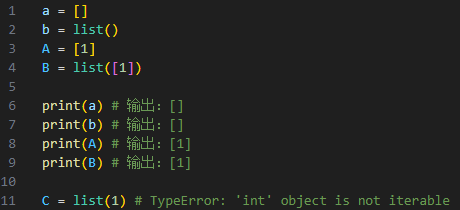 1 a = []
2 b = list()
3 A = [1]
4 B = list([1])
5
6 print(a) # 输出: []
7 print(b) # 输出: []
8 print(A) # 输出: [1]
9 print(B) # 输出: [1]
10
11 C = list(1) # TypeError: 'int' object is not iterable